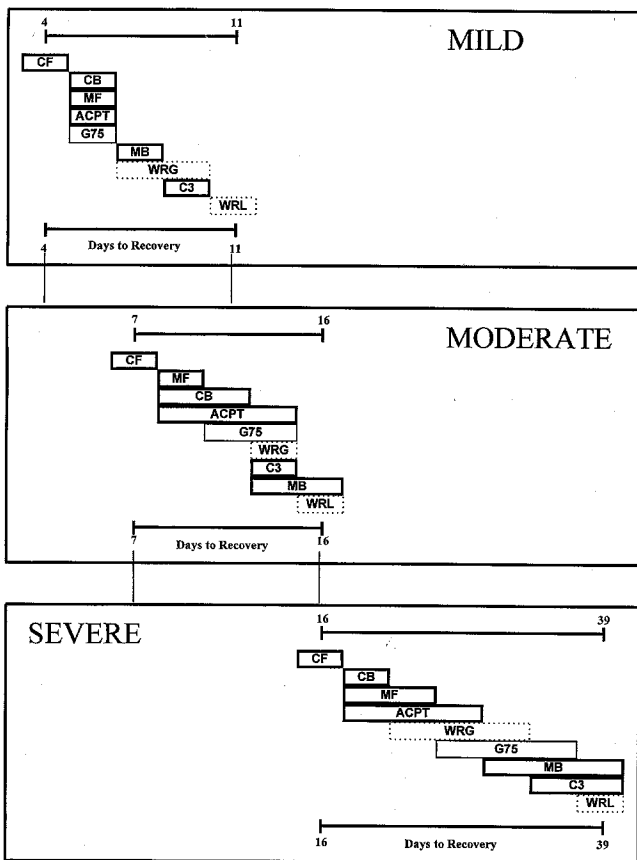 4 11
MILD
CF
CB
MF
ACPT
G75
MB
WRG
C3
WRL
Days to Recovery
4 11
7 16
MODERATE
CF
MF
CB
ACPT
G75
WRG
C3
MB
WRL
7 Days to Recovery 16
SEVERE
16 39
CF
CB
MF
ACPT
WRG
G75
MB
C3
WRL
16 Days to Recovery 39